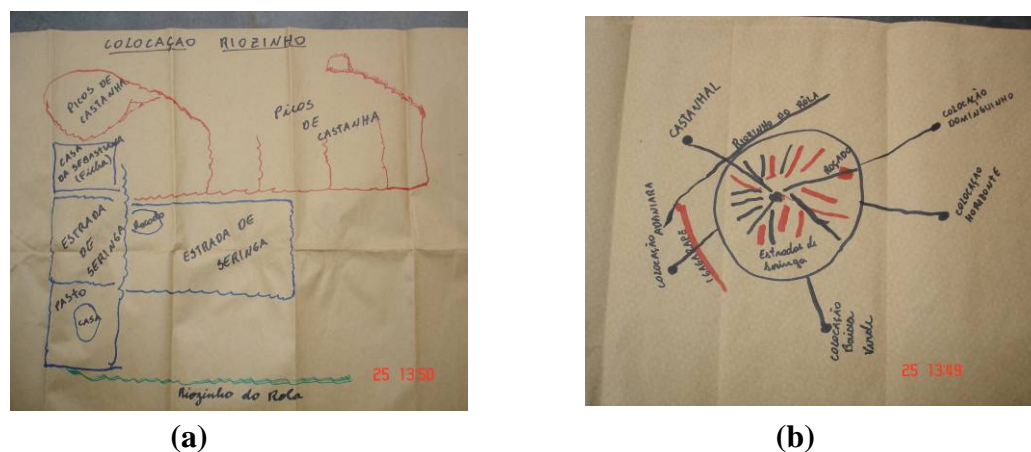 COLOCAÇÃO RIOZINHO
PICOS DE
CASTANHA
PICOS
DE
CASTANHA
CASA
DA SEBASTIANA
(Filha)
ESTRADA
DE
SERINGA
Roçado
ESTRADA DE
SERINGA
PASTO
CASA
Riozinho do Rola
25 13:50
(a)
CASTANHAL
RIOZINHO DO RÔLA
COLOCAÇÃO
DOMINGUINHO
ROÇADO
COLOCAÇÃO
HORIZONTE
COLOCAÇÃO
IGARAPARÉ
Estradas de
seringa
COLOCAÇÃO
Baixa
Verde
25 13:49
(b)